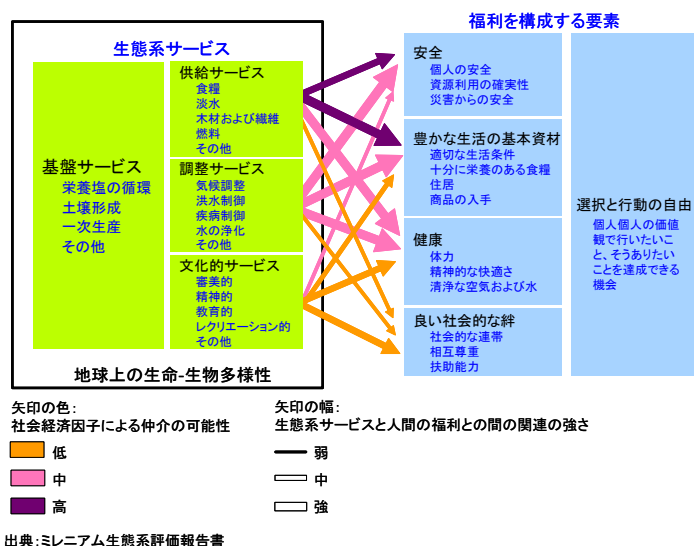 生態系サービス
基盤サービス
栄養塩の循環
土壌形成
一次生産
その他
供給サービス
食糧
淡水
木材および繊維
燃料
その他
調整サービス
気候調整
洪水制御
疾病制御
水の浄化
その他
文化的サービス
審美的
精神的
教育的
レクリエーション的
その他
地球上の生命-生物多様性
福利を構成する要素
安全
個人の安全
資源利用の確実性
災害からの安全
豊かな生活の基本資材
適切な生活条件
十分に栄養のある食糧
住居
商品の入手
健康
体力
精神的な快適さ
清浄な空気および水
良い社会的な絆
社会的な連帯
相互尊重
扶助能力
選択と行動の自由
個人個人の価値
観で行いたいこ
と、そうありたい
ことを達成できる
機会
矢印の色:
社会経済因子による仲介の可能性
低
中
高
矢印の幅:
生態系サービスと人間の福利との間の関連の強さ
弱
中
強
出典:ミレニアム生態系評価報告書